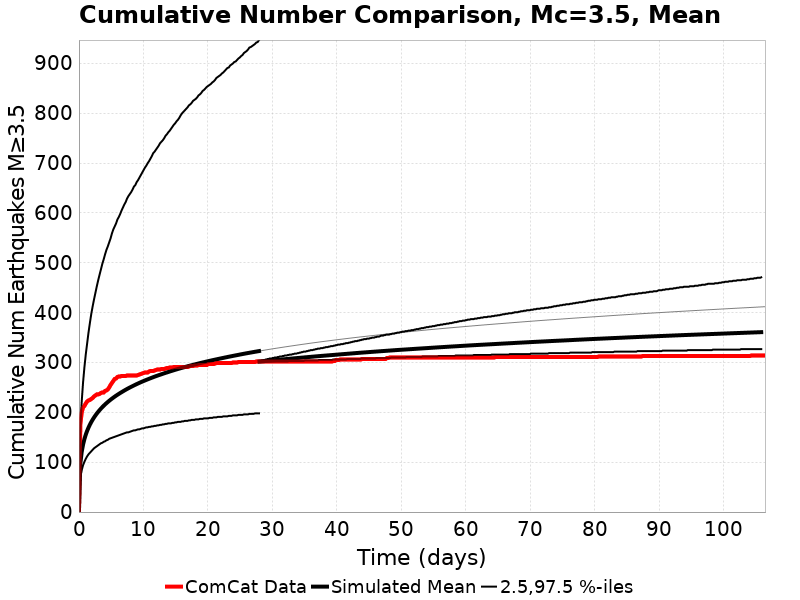 Cumulative Number Comparison, Mc=3.5, Mean
Cumulative Num Earthquakes M≥3.5
900
800
700
600
500
400
300
200
100
0
0 10 20 30 40 50 60 70 80 90 100
Time (days)
ComCat Data Simulated Mean 2.5,97.5 %-iles